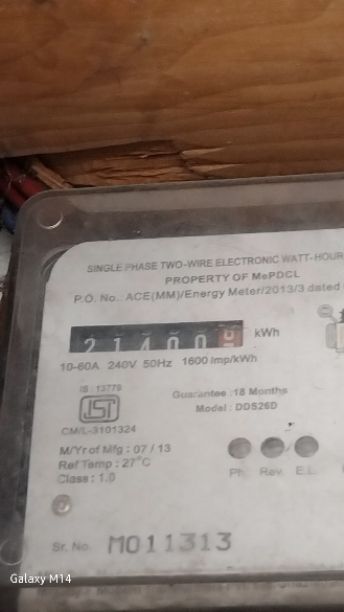 SINGLE PHASE TWO-WIRE ELECTRONIC WATT-HOUR
PROPERTY OF MePDCL
P.O. No.. ACE(MM)/Energy Meter/2013/3 dated
21400 kWh
10-60A 240V 50Hz 1600 Imp/kWh
IS : 13779
Guarantee : 18 Months
Model : DDS26D
CM/L-3101324
M/Yr of Mfg : 07 / 13
Ref Temp : 27°C
Class : 1.0
Ph. Rev. E.L.
Sr. No. M011313
Galaxy M14